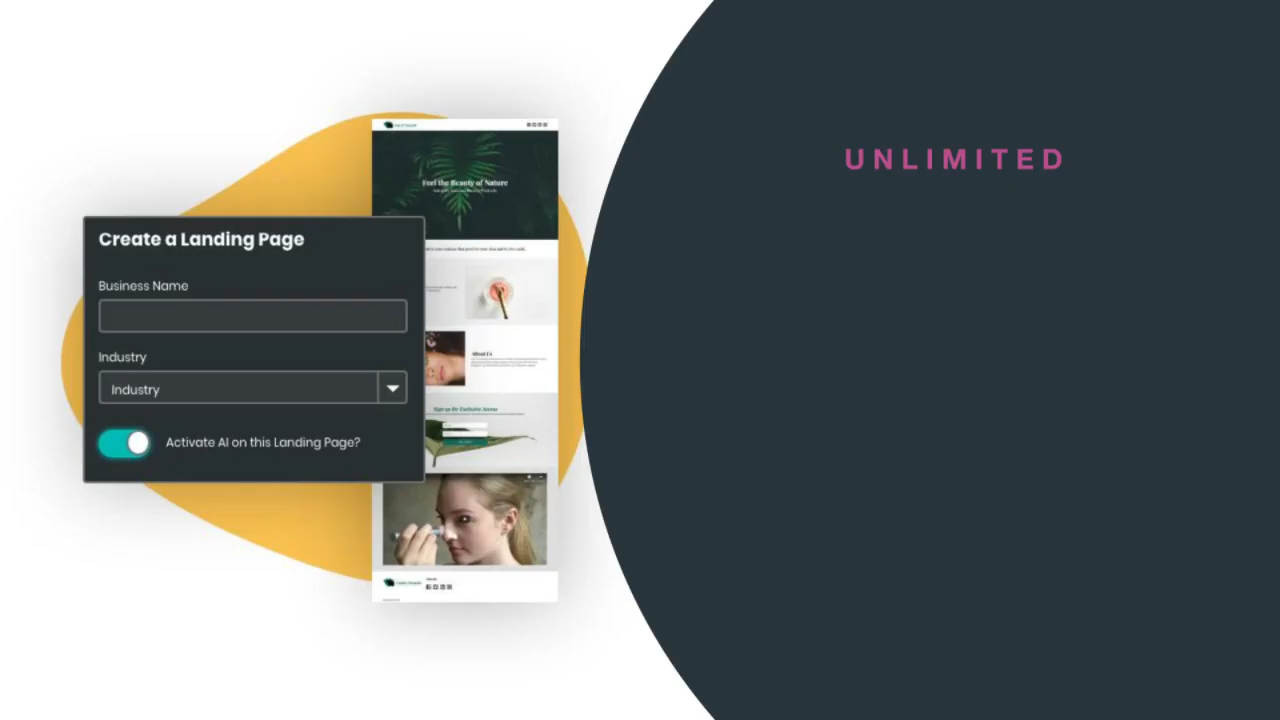 Create a Landing Page
Business Name
Industry
Industry
Activate AI on this Landing Page?
Feel the Beauty of Nature
About Us
Sign up for Exclusive Access
UNLIMITED